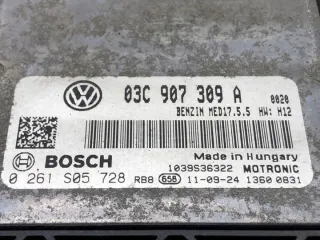 03C 907 309 A 0020
BENZIN MED17.5.5 HW: H12
BOSCH Made in Hungary
1039S36322 MOTRONIC
0 261 S05 728 RB8 658 11-09-24 1360 0831